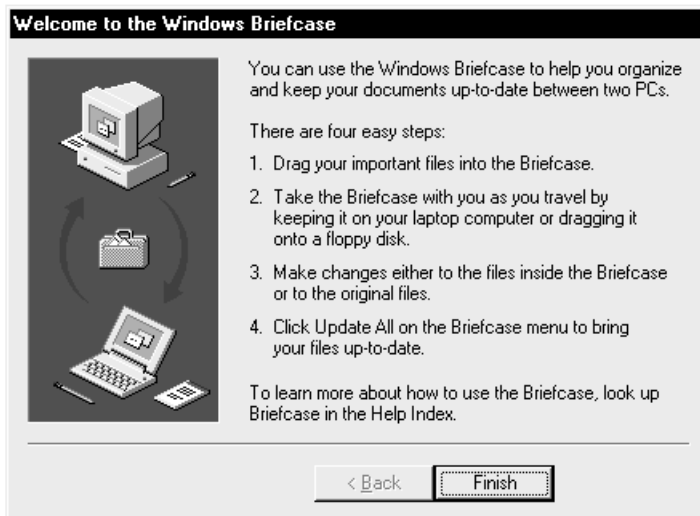 Welcome to the Windows Briefcase
You can use the Windows Briefcase to help you organize
and keep your documents up-to-date between two PCs.
There are four easy steps:
1. Drag your important files into the Briefcase.
2. Take the Briefcase with you as you travel by
keeping it on your laptop computer or dragging it
onto a floppy disk.
3. Make changes either to the files inside the Briefcase
or to the original files.
4. Click Update All on the Briefcase menu to bring
your files up-to-date.
To learn more about how to use the Briefcase, look up
Briefcase in the Help Index.
< Back Finish